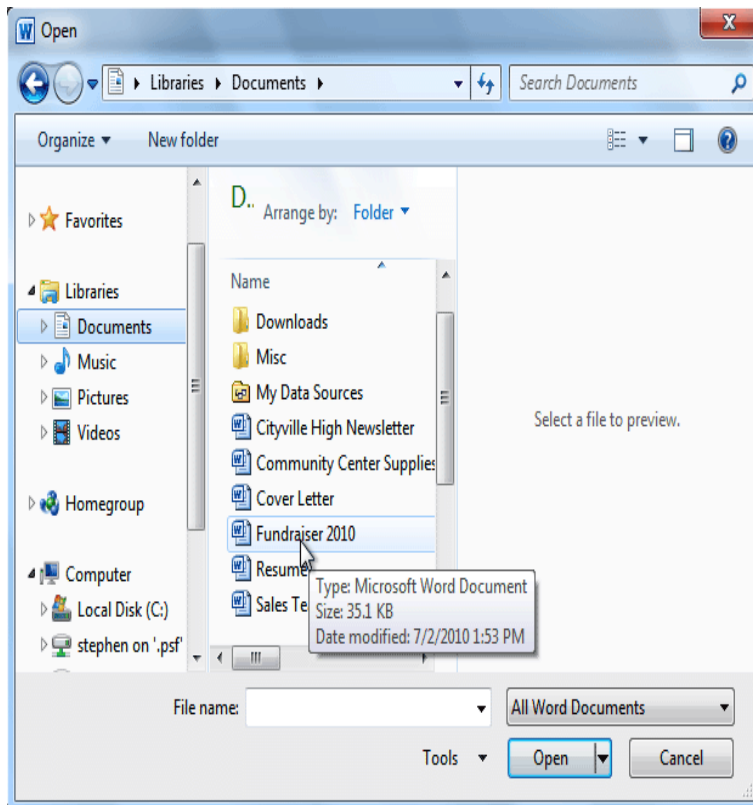 Open
Libraries Documents
Search Documents
Organize New folder
Favorites
Libraries
Documents
Music
Pictures
Videos
Homegroup
Computer
Local Disk (C:)
stephen on '.psf'
D..
Arrange by: Folder
Name
Downloads
Misc
My Data Sources
Cityville High Newsletter
Community Center Supplies
Cover Letter
Fundraiser 2010
Resume
Sales Te
Type: Microsoft Word Document
Size: 35.1 KB
Date modified: 7/2/2010 1:53 PM
Select a file to preview.
File name:
All Word Documents
Tools Open Cancel